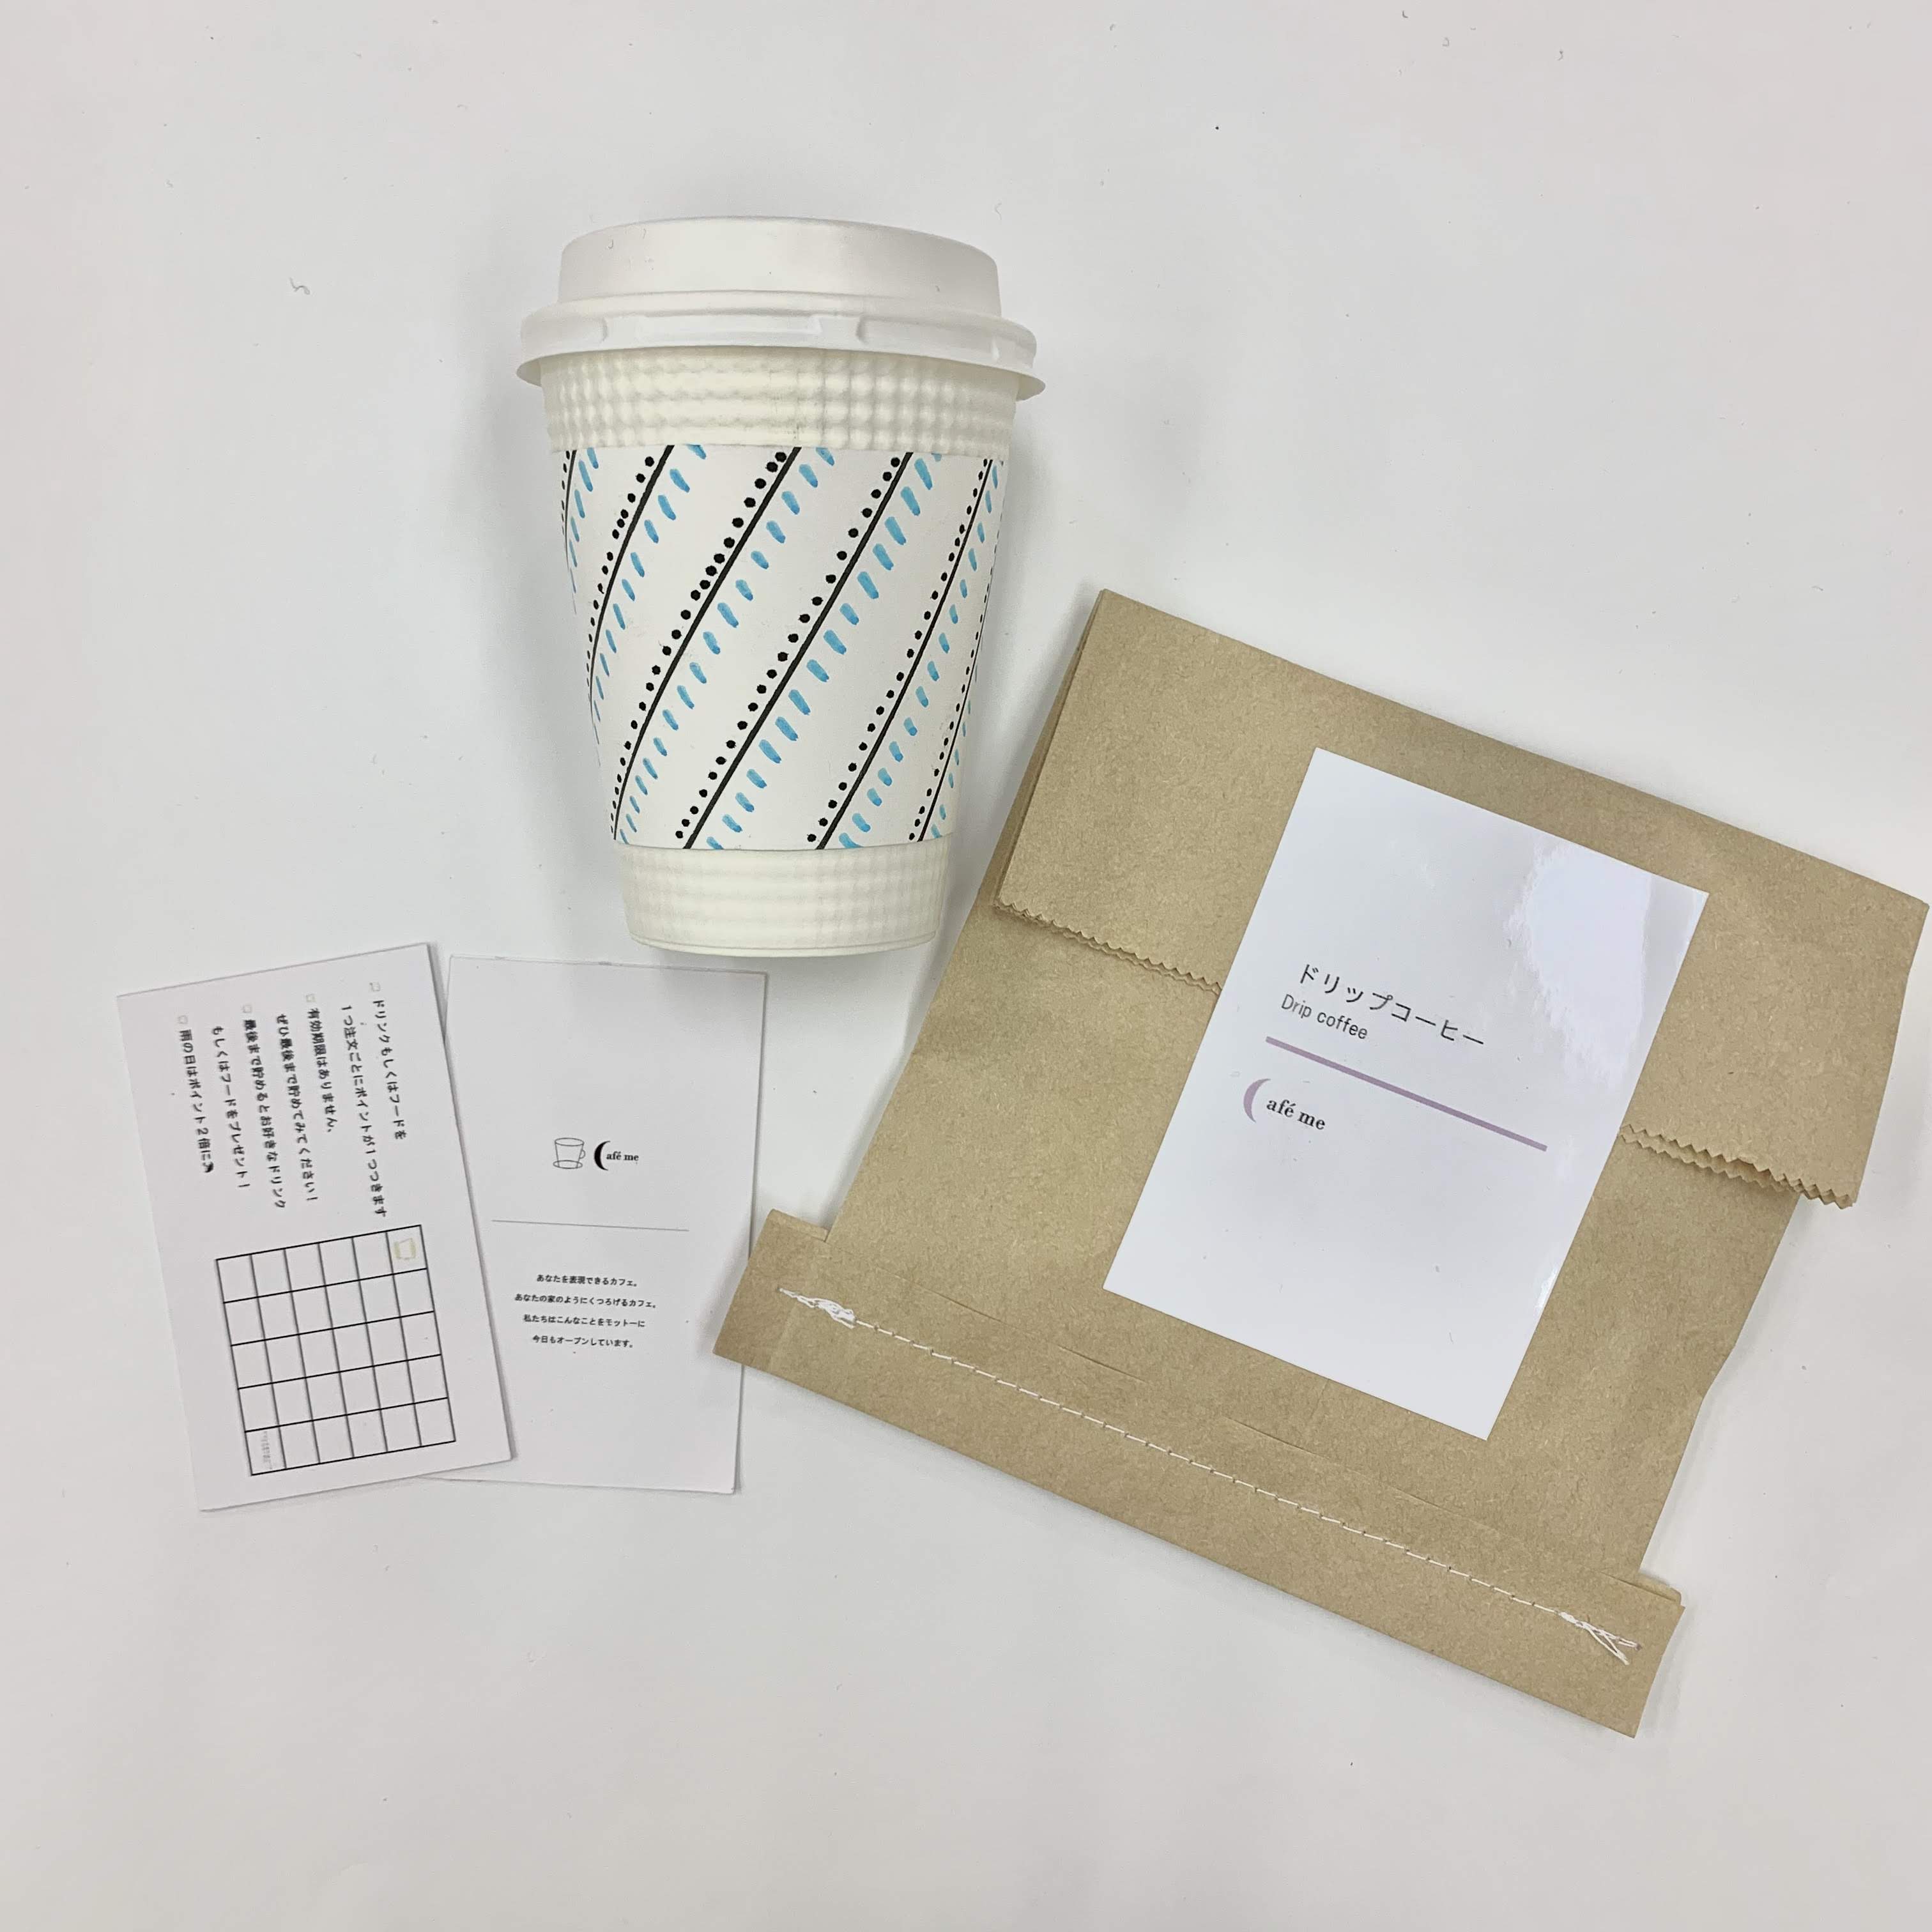 ドリンクもしくはフードを
1つ注文ごとにポイントが1つつきます
有効期限はありません、
ぜひ最後まで貯めてみてください!
最後まで貯めるとお好きなドリンク
もしくはフードをプレゼント!
雨の日はポイント2倍に
Café me
あなたを表現できるカフェ。
あなたの家のようにくつろげるカフェ。
私たちはこんなことをモットーに
今日もオープンしています。
ドリップコーヒー
Drip coffee
Café me